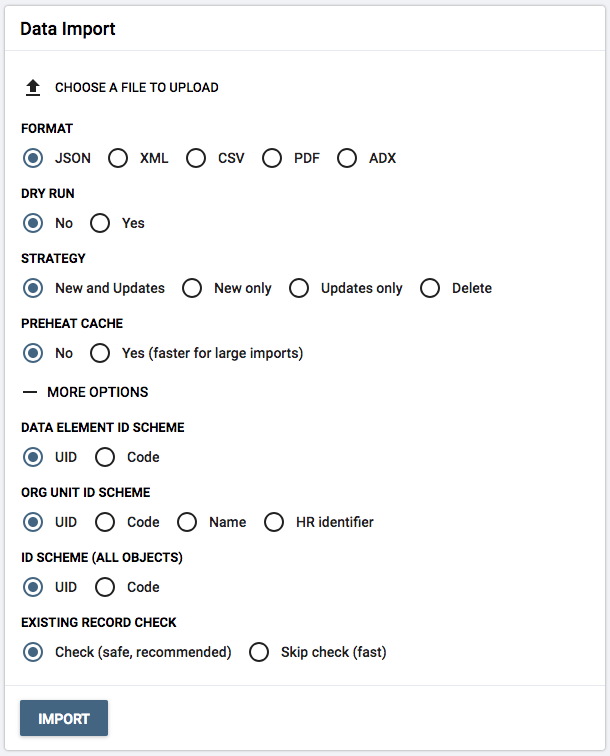 Data Import
CHOOSE A FILE TO UPLOAD
FORMAT
JSON XML CSV PDF ADX
DRY RUN
No Yes
STRATEGY
New and Updates New only Updates only Delete
PREHEAT CACHE
No Yes (faster for large imports)
MORE OPTIONS
DATA ELEMENT ID SCHEME
UID Code
ORG UNIT ID SCHEME
UID Code Name HR identifier
ID SCHEME (ALL OBJECTS)
UID Code
EXISTING RECORD CHECK
Check (safe, recommended) Skip check (fast)
IMPORT